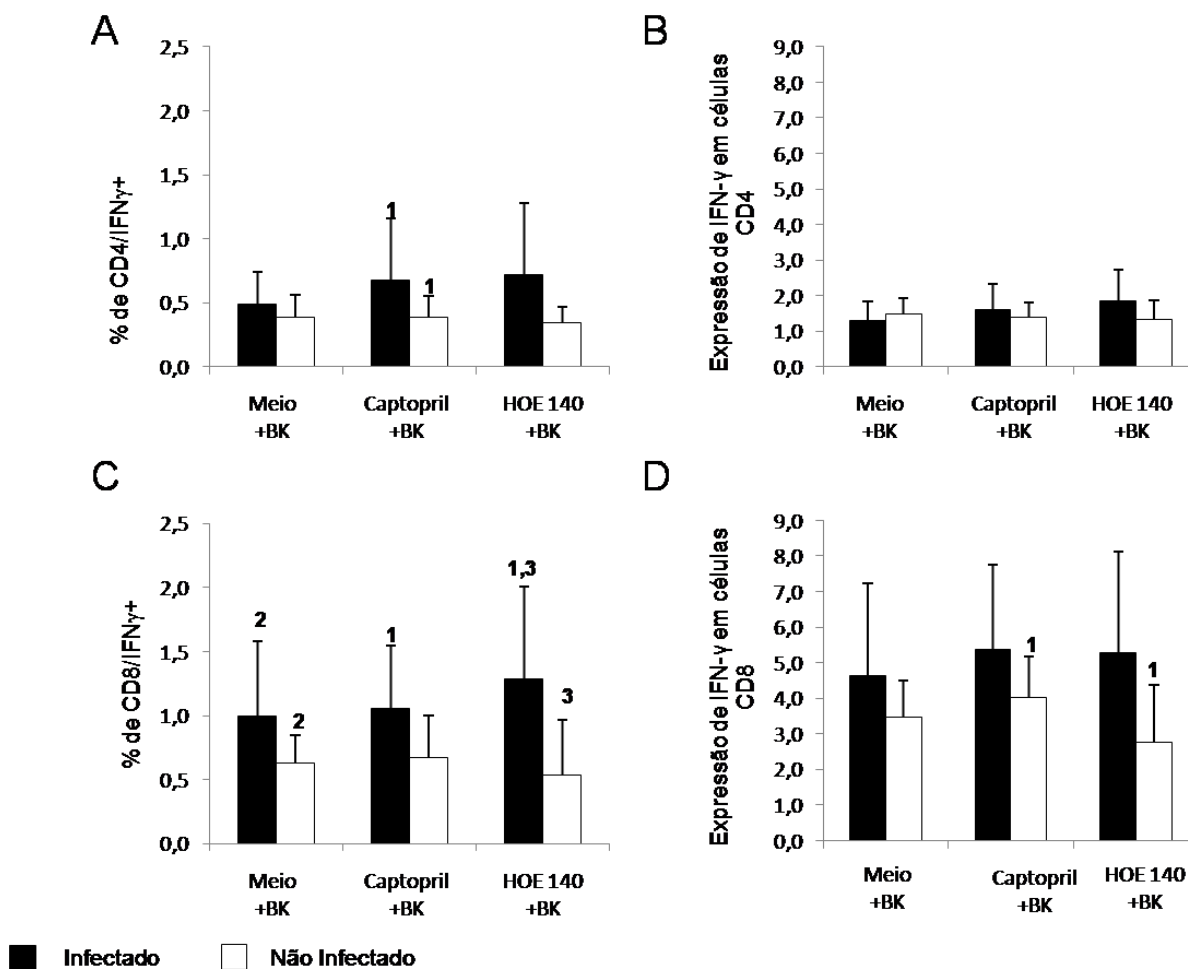 A
% de CD4/IFNγ+
2,5
2,0
1,5
1,0
0,5
0,0
1
1
Meio
+BK
Captopril
+BK
HOE 140
+BK
B
Expressão de IFN-γ em células
CD4
9,0
8,0
7,0
6,0
5,0
4,0
3,0
2,0
1,0
0,0
Meio
+BK
Captopril
+BK
HOE 140
+BK
C
% de CD8/IFNγ+
2,5
2,0
1,5
1,0
0,5
0,0
2
2
1
1,3
3
Meio
+BK
Captopril
+BK
HOE 140
+BK
D
Expressão de IFN-γ em células
CD8
9,0
8,0
7,0
6,0
5,0
4,0
3,0
2,0
1,0
0,0
1
1
Meio
+BK
Captopril
+BK
HOE 140
+BK
Infectado
Não Infectado